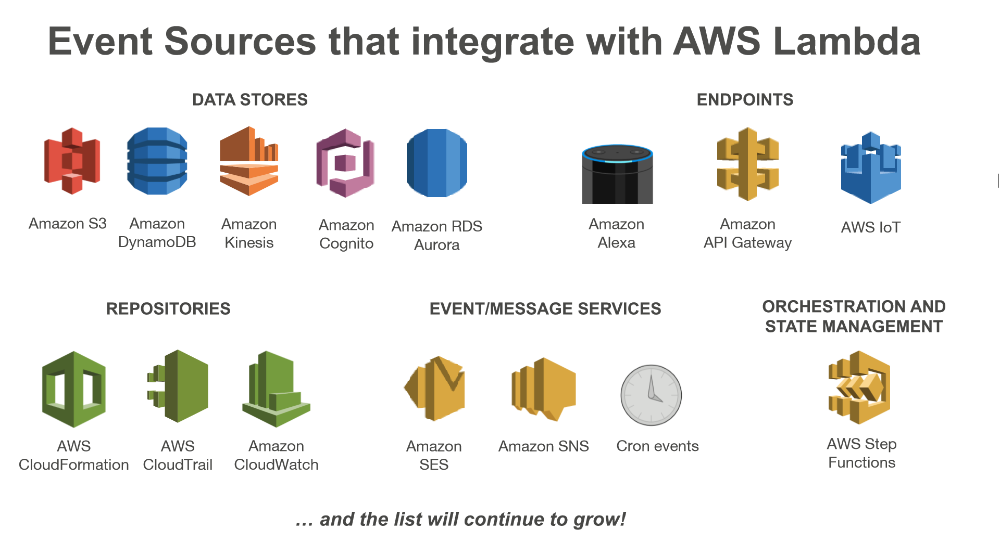 Event Sources that integrate with AWS Lambda
DATA STORES
Amazon S3
Amazon
DynamoDB
Amazon
Kinesis
Amazon
Cognito
Amazon RDS
Aurora
ENDPOINTS
Amazon
Alexa
Amazon
API Gateway
AWS IoT
REPOSITORIES
AWS
CloudFormation
AWS
CloudTrail
Amazon
CloudWatch
EVENT/MESSAGE SERVICES
Amazon
SES
Amazon SNS
Cron events
ORCHESTRATION AND
STATE MANAGEMENT
AWS Step
Functions
… and the list will continue to grow!